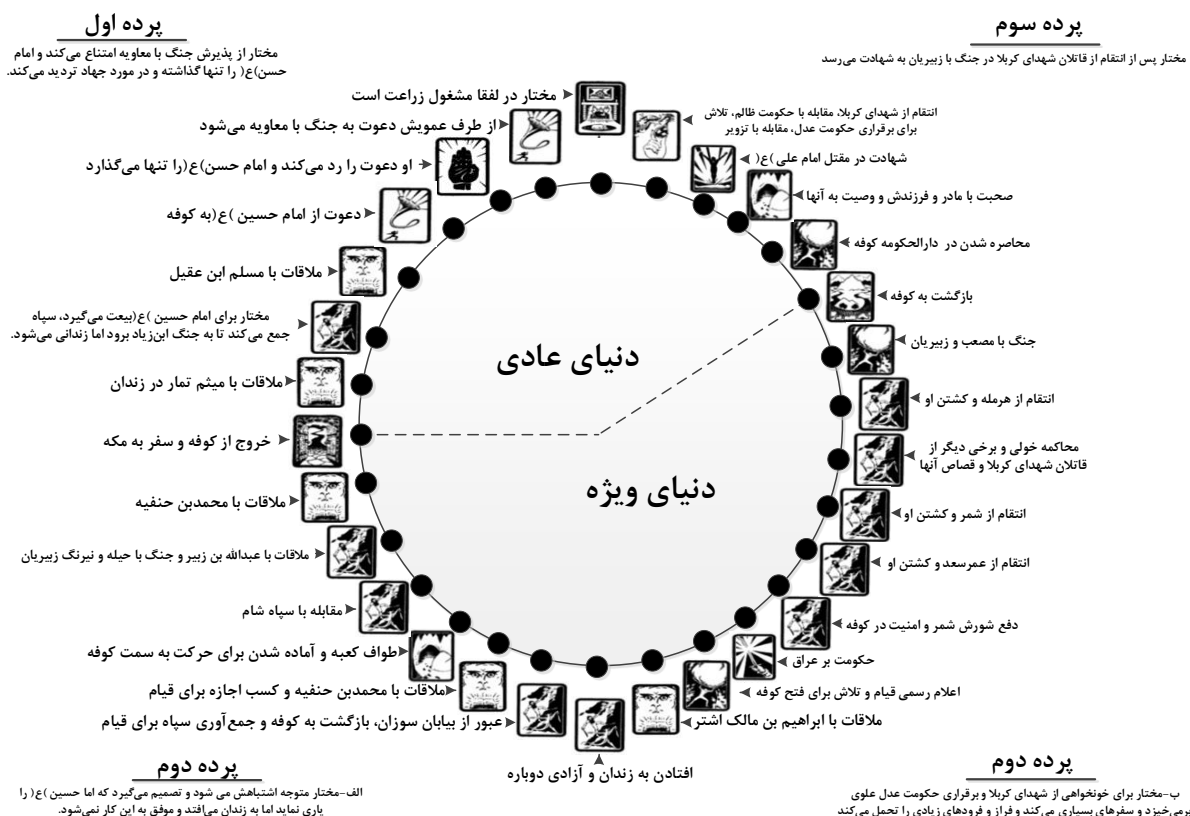 پرده اول
مختار از پذیرش جنگ با معاویه امتناع می‌کند و امام
حسن)ع( را تنها گذاشته و در مورد جهاد تردید می‌کند.
مختار در لفقا مشغول زراعت است
از طرف عمویش دعوت به جنگ با معاویه می‌شود
او دعوت را رد می‌کند و امام حسن)ع(را تنها می‌گذارد
دعوت از امام حسین )ع(به کوفه
ملاقات با مسلم ابن عقیل
مختار برای امام حسین )ع(بیعت می‌گیرد، سپاه
جمع می‌کند تا به جنگ ابن‌زیاد برود اما زندانی می‌شود.
ملاقات با میثم تمار در زندان
خروج از کوفه و سفر به مکه
ملاقات با محمدبن حنفیه
ملاقات با عبدالله بن زبیر و جنگ با حیله و نیرنگ زبیریان
مقابله با سپاه شام
طواف کعبه و آماده شدن برای حرکت به سمت کوفه
ملاقات با محمدبن حنفیه و کسب اجازه برای قیام
عبور از بیابان سوزان، بازگشت به کوفه و جمع‌آوری سپاه برای قیام
افتادن به زندان و آزادی دوباره
ملاقات با ابراهیم بن مالک اشتر
اعلام رسمی قیام و تلاش برای فتح کوفه
حکومت بر عراق
دفع شورش شمر و امنیت در کوفه
انتقام از عمرسعد و کشتن او
انتقام از شمر و کشتن او
محاکمه خولی و برخی دیگر از
قاتلان شهدای کربلا و قصاص آنها
انتقام از هرمله و کشتن او
جنگ با مصعب و زبیریان
بازگشت به کوفه
محاصره شدن در دارالحکومه کوفه
صحبت با مادر و فرزندش و وصیت به آنها
شهادت در مقتل امام علی )ع(
انتقام از شهدای کربلا، مقابله با حکومت ظالم، تلاش
برای برقراری حکومت عدل، مقابله با تزویر
پرده سوم
مختار پس از انتقام از قاتلان شهدای کربلا در جنگ با زبیریان به شهادت می‌رسد
دنیای عادی
دنیای ویژه
پرده دوم
الف-مختار متوجه اشتباهش می شود و تصمیم می‌گیرد که اما حسین )ع( را
یاری نماید اما به زندان می‌افتد و موفق به این کار نمی‌شود.
پرده دوم
ب-مختار برای خونخواهی از شهدای کربلا و برقراری حکومت عدل علوی
برمی‌خیزد و سفرهای بسیاری می‌کند و فراز و فرودهای زیادی را تحمل می‌کند